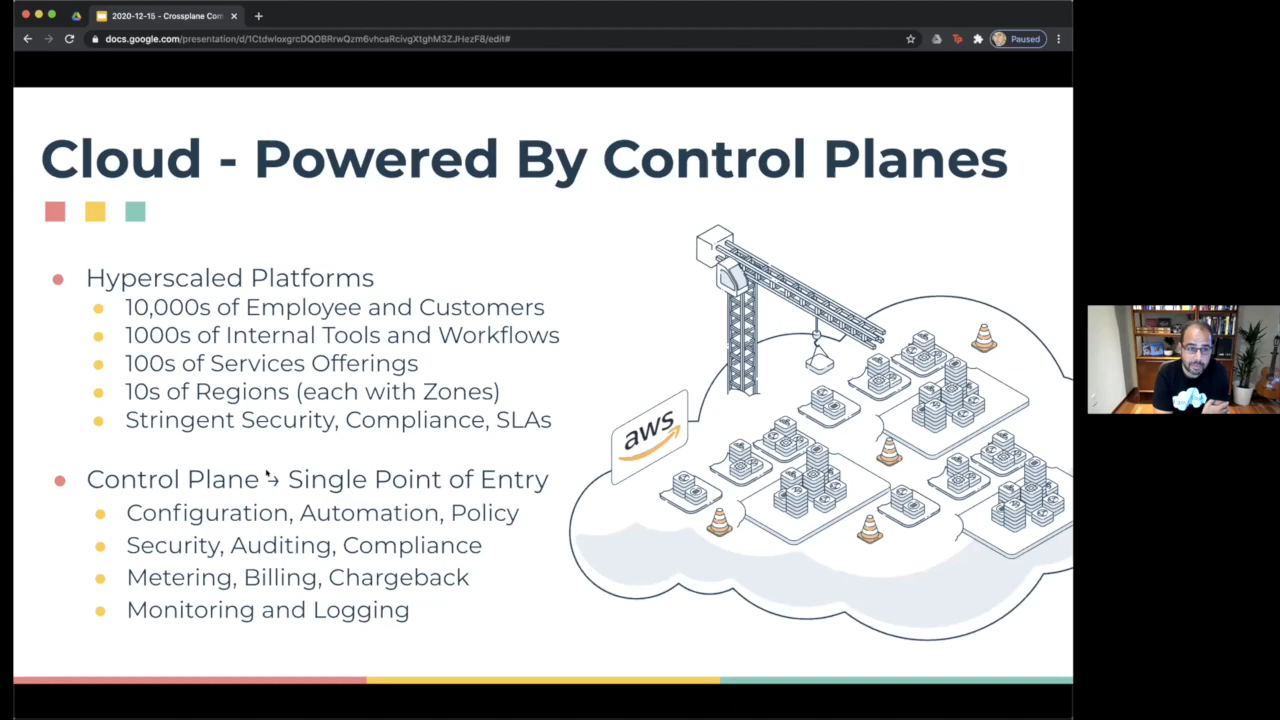 2020-12-15 - Crossplane Com
docs.google.com/presentation/d/1CtdwloxgrcDQOBRrwQzm6vhcaRcivgXtghM3ZJHezF8/edit#
Tp
Paused
Cloud - Powered By Control Planes
Hyperscaled Platforms
10,000s of Employee and Customers
1000s of Internal Tools and Workflows
100s of Services Offerings
10s of Regions (each with Zones)
Stringent Security, Compliance, SLAs
aws
Control Plane → Single Point of Entry
Configuration, Automation, Policy
Security, Auditing, Compliance
Metering, Billing, Chargeback
Monitoring and Logging